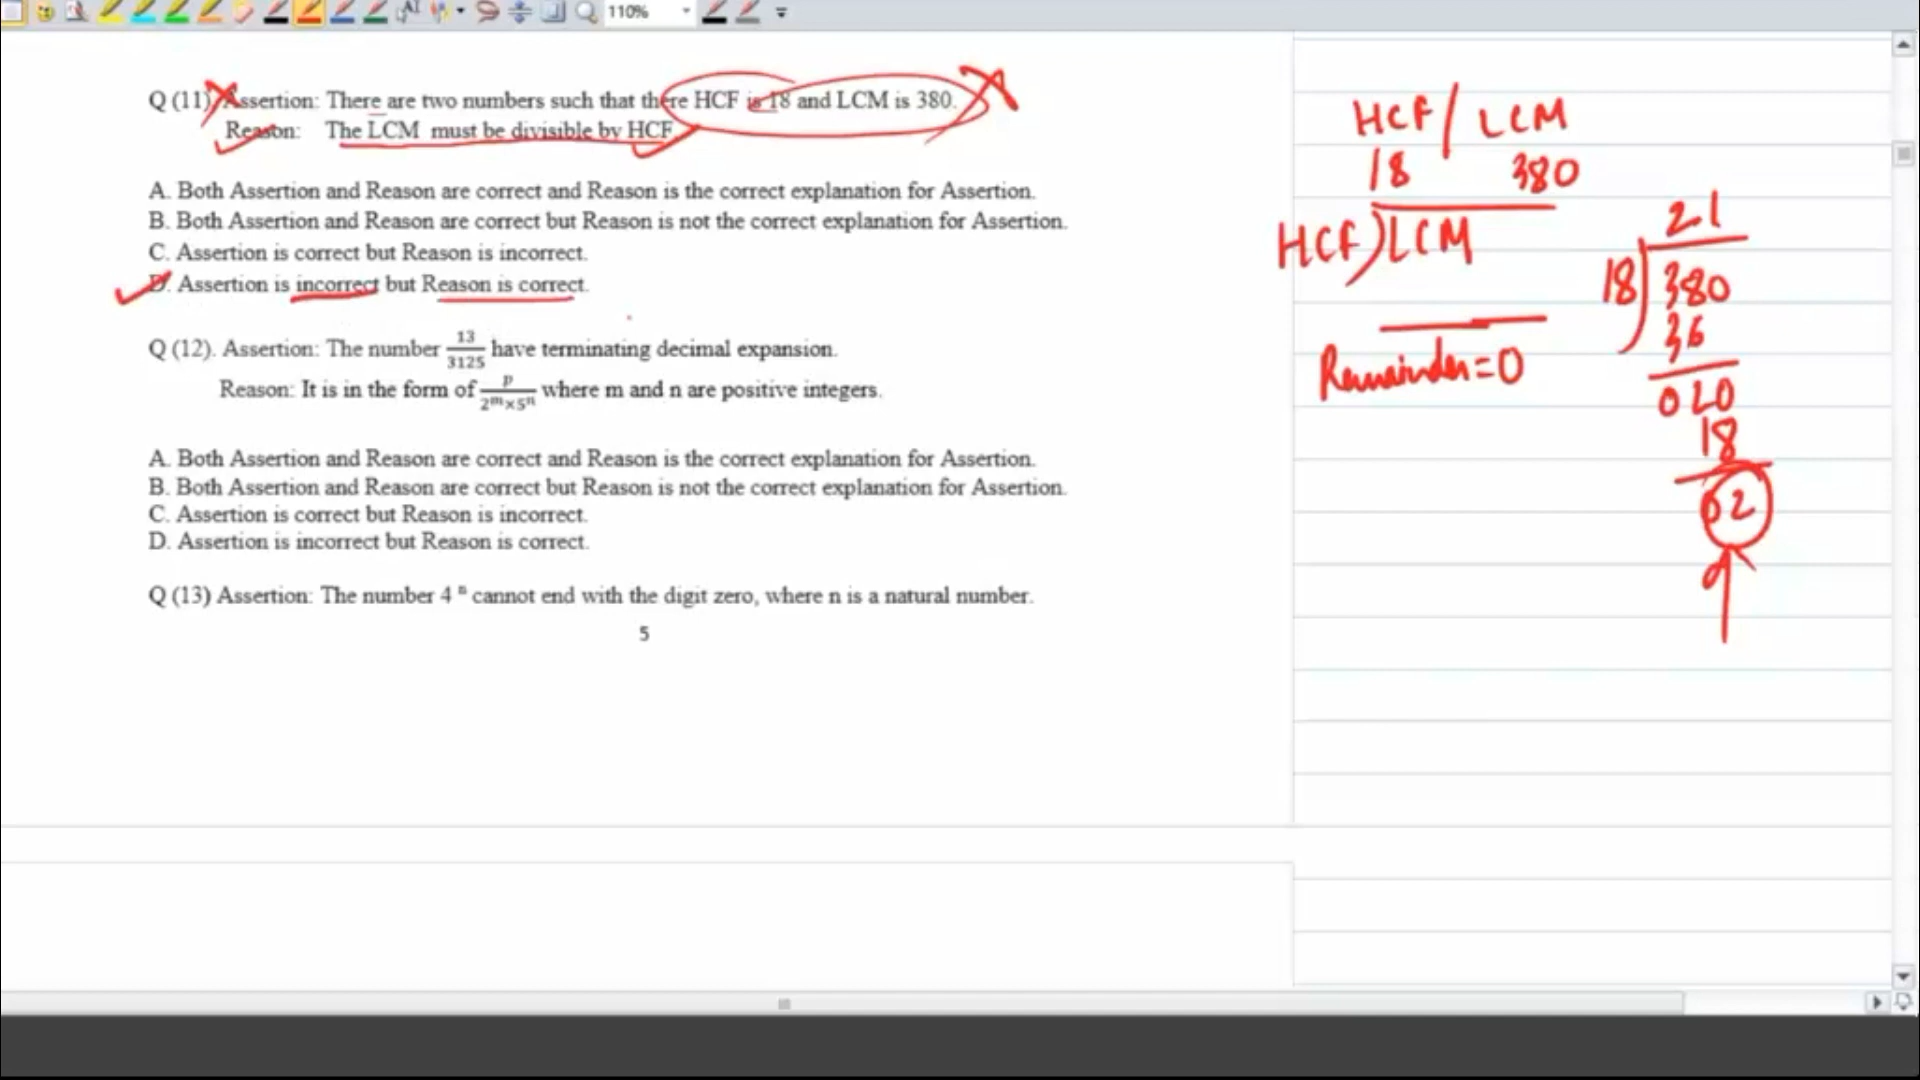 110%
Q (11). Assertion: There are two numbers such that there HCF is 18 and LCM is 380.
Reason: The LCM must be divisible by HCF
A. Both Assertion and Reason are correct and Reason is the correct explanation for Assertion.
B. Both Assertion and Reason are correct but Reason is not the correct explanation for Assertion.
C. Assertion is correct but Reason is incorrect.
D. Assertion is incorrect but Reason is correct.
Q (12). Assertion: The number 13/3125 have terminating decimal expansion.
Reason: It is in the form of p/2^m×5^n where m and n are positive integers.
A. Both Assertion and Reason are correct and Reason is the correct explanation for Assertion.
B. Both Assertion and Reason are correct but Reason is not the correct explanation for Assertion.
C. Assertion is correct but Reason is incorrect.
D. Assertion is incorrect but Reason is correct.
Q (13) Assertion: The number 4 ⁿ cannot end with the digit zero, where n is a natural number.
5
HCF / LCM
18 380
HCF)LCM
Remainder=0
21
18)380
36
020
18
02